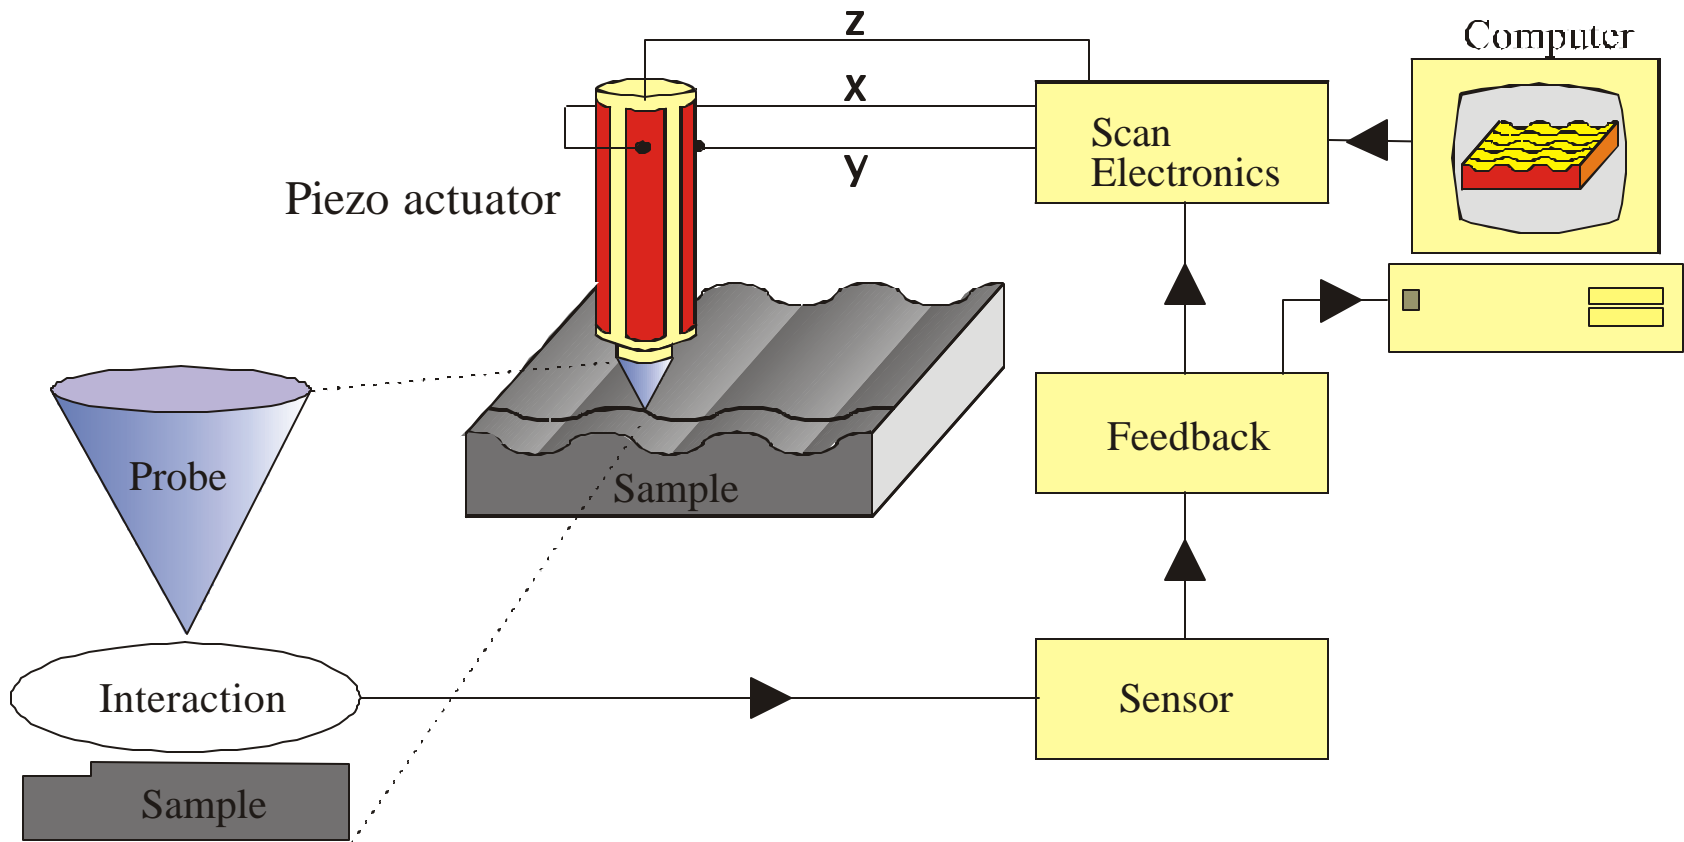 z
Computer
x
Scan
Electronics
y
Piezo actuator
Feedback
Probe
Sample
Interaction
Sensor
Sample